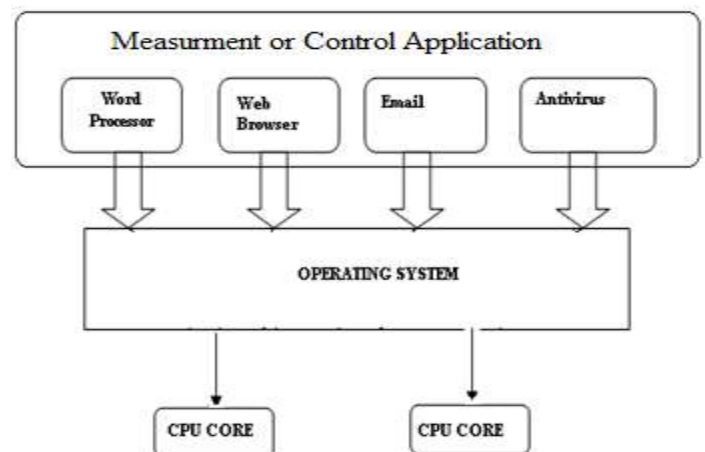 Measurment or Control Application
Word
Processor
Web
Browser
Email
Antivirus
OPERATING SYSTEM
CPU CORE
CPU CORE